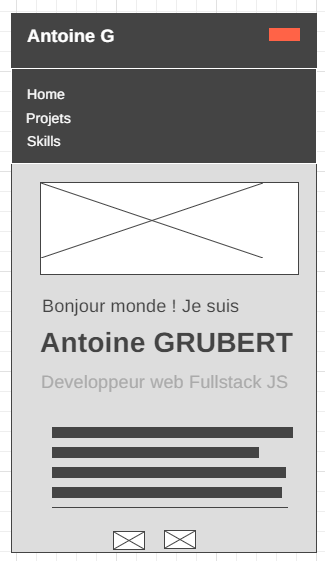 Antoine G
Home
Projets
Skills
Bonjour monde ! Je suis
Antoine GRUBERT
Developpeur web Fullstack JS